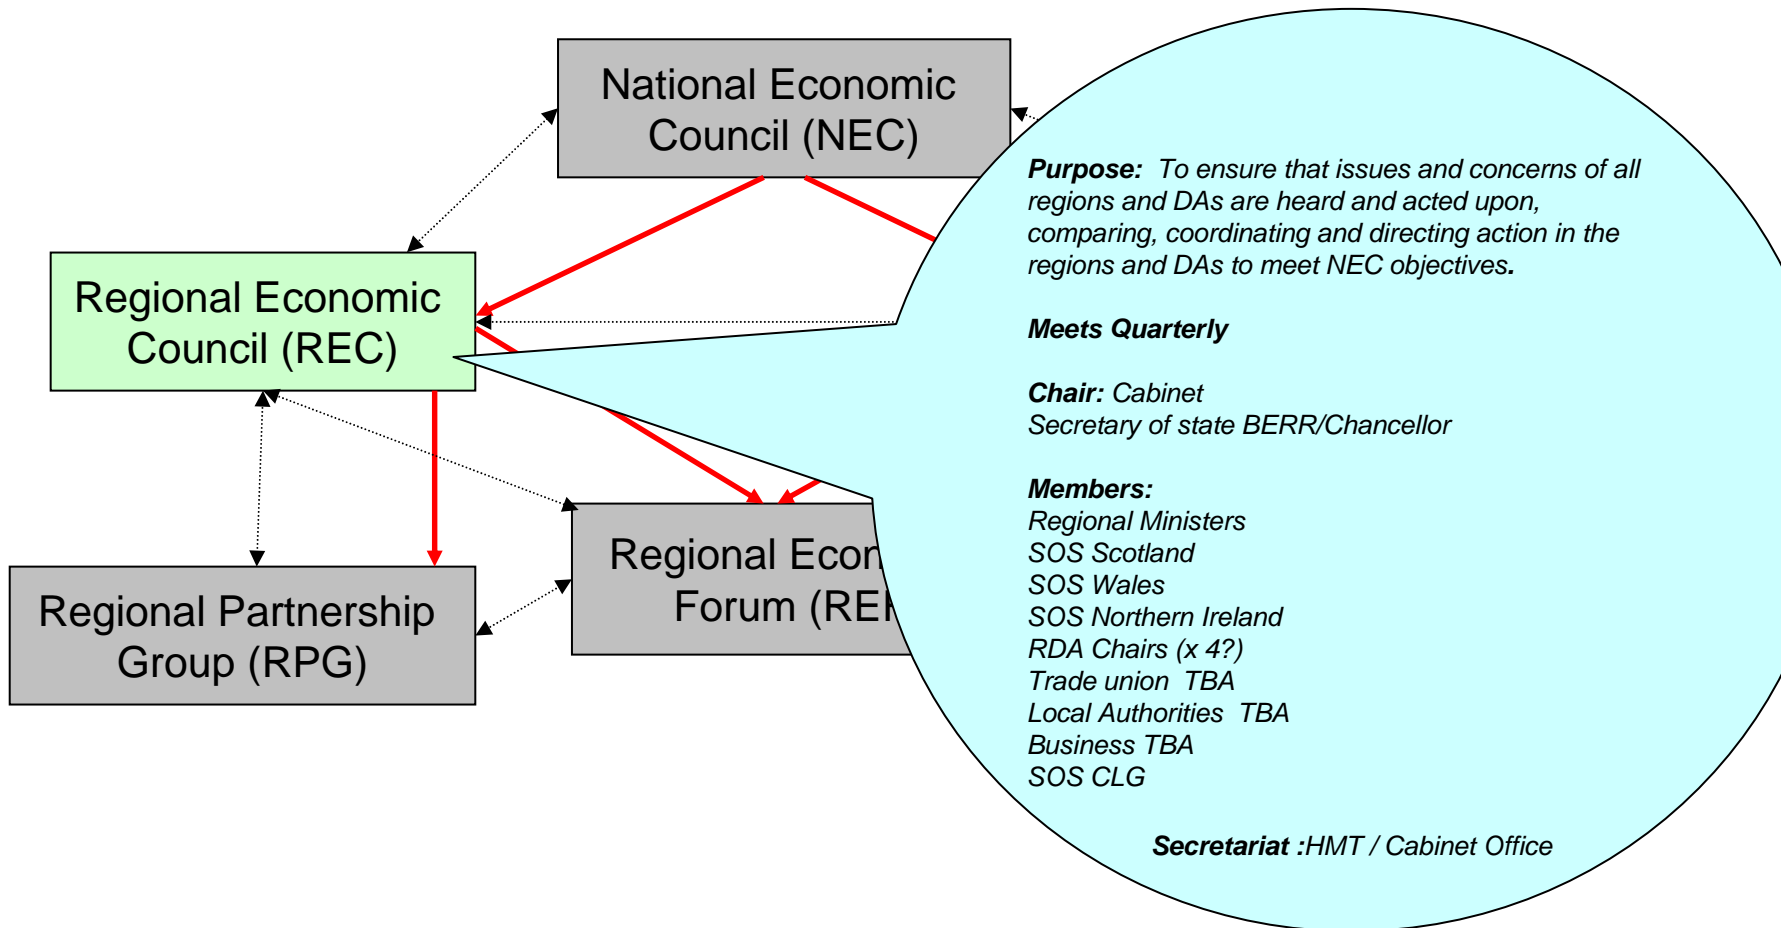 National Economic
Council (NEC)
Regional Economic
Council (REC)
Regional Partnership
Group (RPG)
Regional
Forum
Purpose: To ensure that issues and concerns of all
regions and DAs are heard and acted upon,
comparing, coordinating and directing action in the
regions and DAs to meet NEC objectives.
Meets Quarterly
Chair: Cabinet
Secretary of state BERR/Chancellor
Members:
Regional Ministers
SOS Scotland
SOS Wales
SOS Northern Ireland
RDA Chairs (x 4?)
Trade union TBA
Local Authorities TBA
Business TBA
SOS CLG
Secretariat :HMT / Cabinet Office